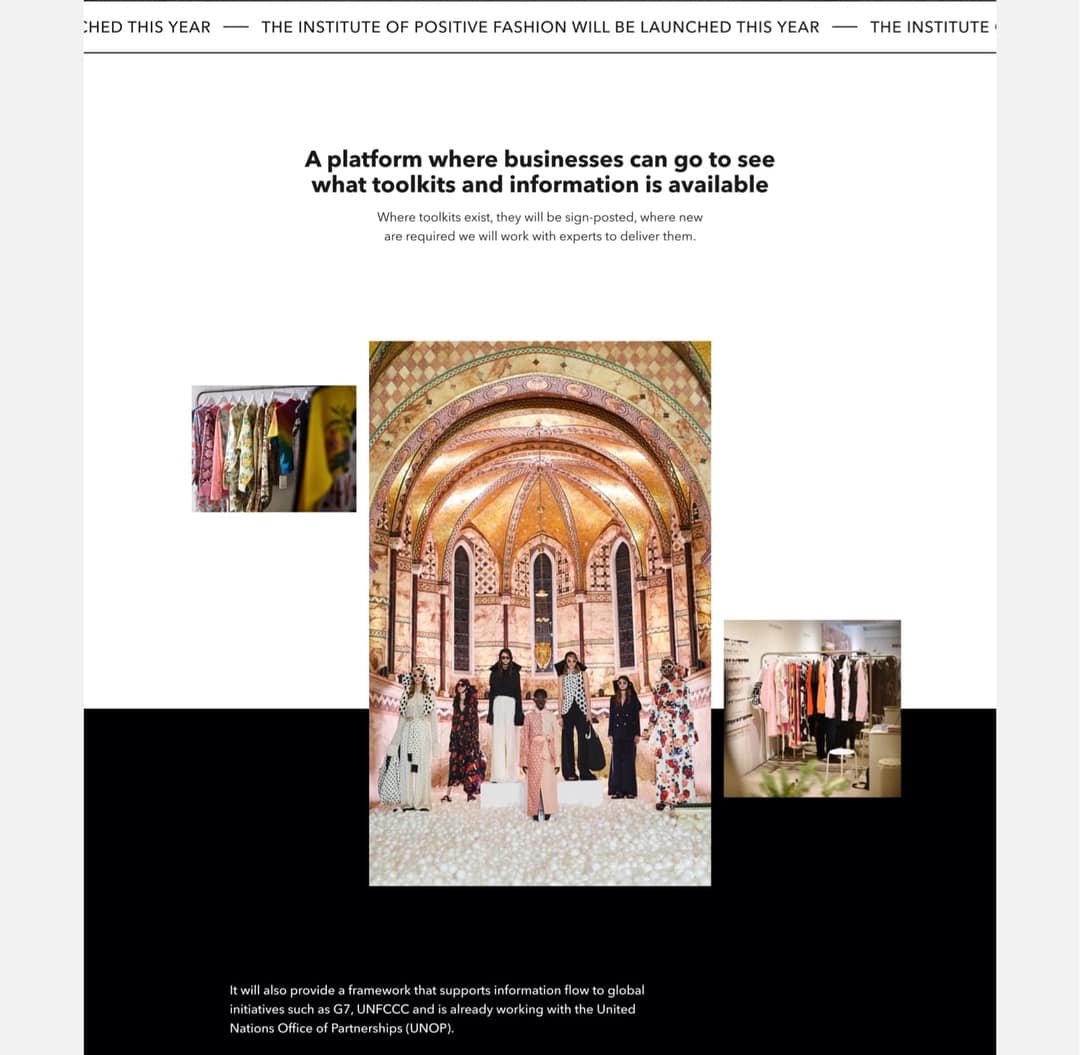 CHED THIS YEAR — THE INSTITUTE OF POSITIVE FASHION WILL BE LAUNCHED THIS YEAR — THE INSTITUTE
A platform where businesses can go to see
what toolkits and information is available
Where toolkits exist, they will be sign-posted, where new
are required we will work with experts to deliver them.
It will also provide a framework that supports information flow to global
initiatives such as G7, UNFCCC and is already working with the United
Nations Office of Partnerships (UNOP).